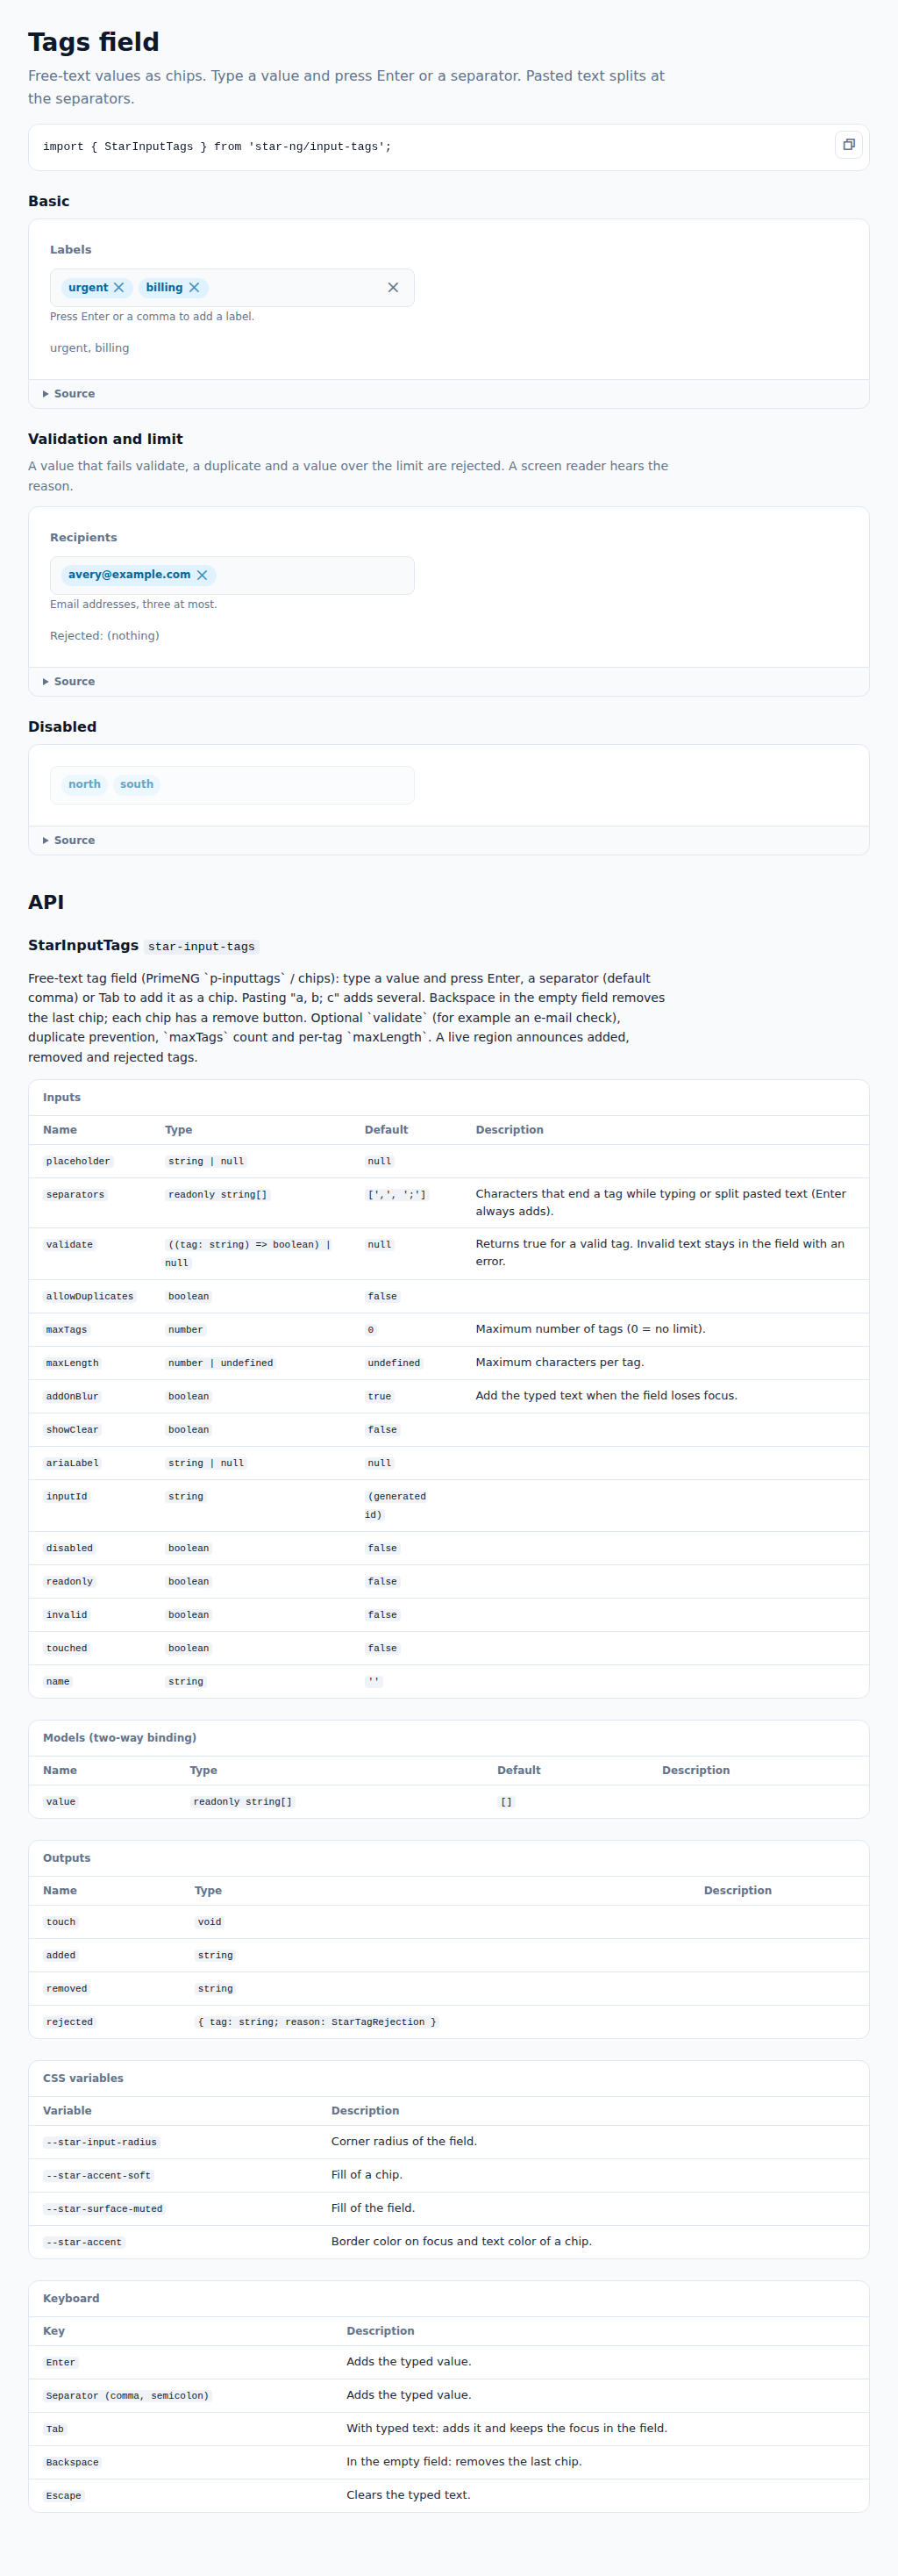 Tags field
Free-text values as chips. Type a value and press Enter or a separator. Pasted text splits at
the separators.
import { StarInputTags } from 'star-ng/input-tags';
Basic
Labels
urgent billing
Press Enter or a comma to add a label.
urgent, billing
Source
Validation and limit
A value that fails validate, a duplicate and a value over the limit are rejected. A screen reader hears the
reason.
Recipients
avery@example.com
Email addresses, three at most.
Rejected: (nothing)
Source
Disabled
north south
Source
API
StarInputTags star-input-tags
Free-text tag field (PrimeNG `p-inputtags` / chips): type a value and press Enter, a separator (default
comma) or Tab to add it as a chip. Pasting "a, b; c" adds several. Backspace in the empty field removes
the last chip; each chip has a remove button. Optional `validate` (for example an e-mail check),
duplicate prevention, `maxTags` count and per-tag `maxLength`. A live region announces added,
removed and rejected tags.
Inputs
Name Type Default Description
placeholder string | null null
separators readonly string[] [',', ';'] Characters that end a tag while typing or split pasted text (Enter
always adds).
validate ((tag: string) => boolean) | null Returns true for a valid tag. Invalid text stays in the field with an
null error.
allowDuplicates boolean false
maxTags number 0 Maximum number of tags (0 = no limit).
maxLength number | undefined undefined Maximum characters per tag.
addOnBlur boolean true Add the typed text when the field loses focus.
showClear boolean false
ariaLabel string | null null
inputId string (generated
id)
disabled boolean false
readonly boolean false
invalid boolean false
touched boolean false
name string ''
Models (two-way binding)
Name Type Default Description
value readonly string[] []
Outputs
Name Type Description
touch void
added string
removed string
rejected { tag: string; reason: StarTagRejection }
CSS variables
Variable Description
--star-input-radius Corner radius of the field.
--star-accent-soft Fill of a chip.
--star-surface-muted Fill of the field.
--star-accent Border color on focus and text color of a chip.
Keyboard
Key Description
Enter Adds the typed value.
Separator (comma, semicolon) Adds the typed value.
Tab With typed text: adds it and keeps the focus in the field.
Backspace In the empty field: removes the last chip.
Escape Clears the typed text.